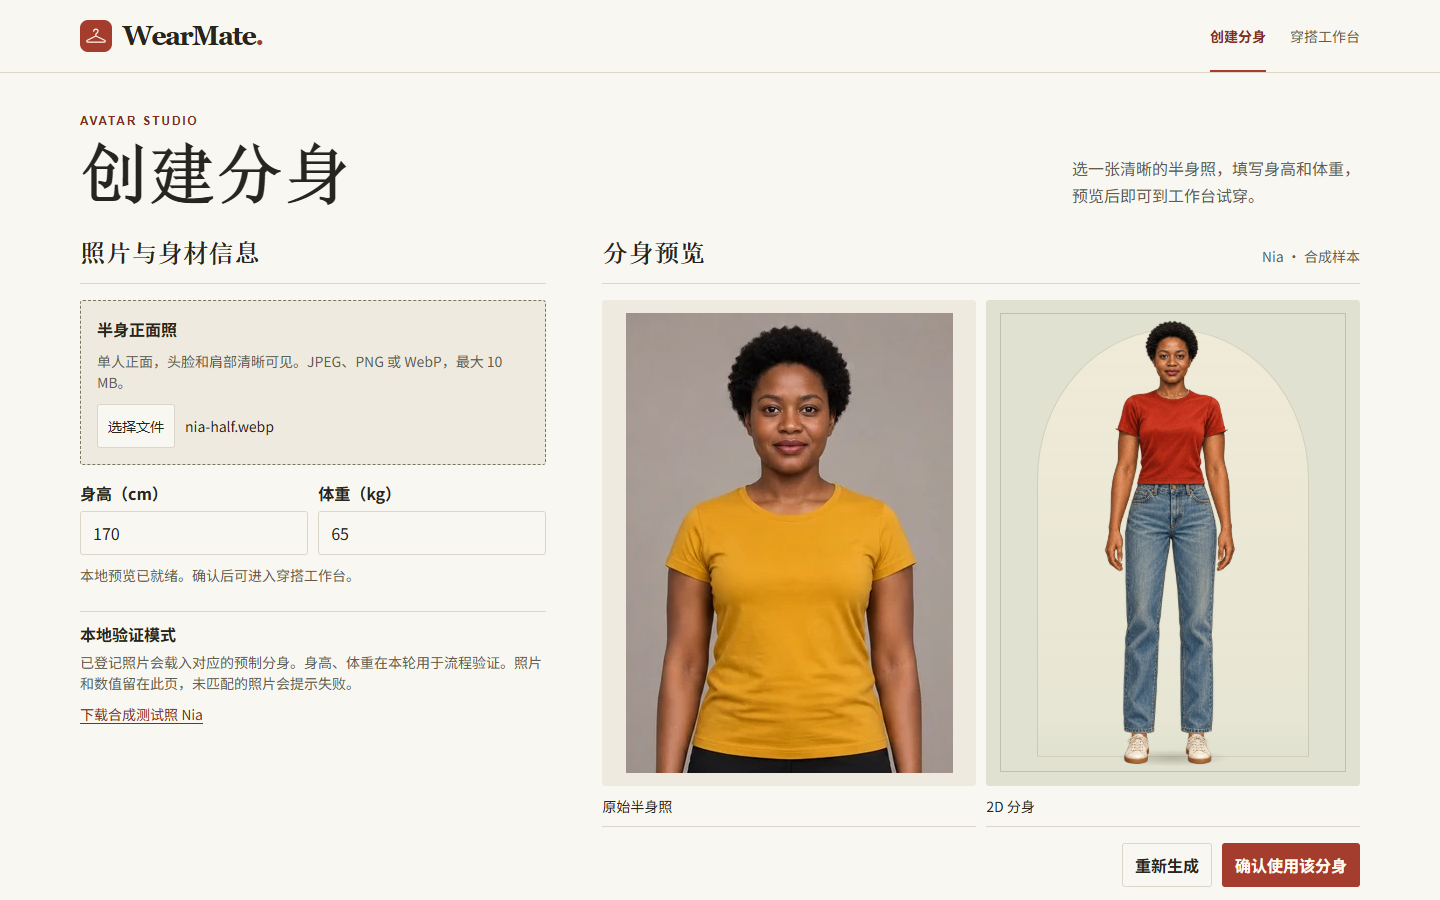 WearMate.
创建分身
穿搭工作台
AVATAR STUDIO
创建分身
选一张清晰的半身照，填写身高和体重，
预览后即可到工作台试穿。
照片与身材信息
半身正面照
单人正面，头脸和肩部清晰可见。JPEG、PNG 或 WebP，最大 10
MB。
选择文件
nia-half.webp
身高（cm）
体重（kg）
170
65
本地预览已就绪。确认后可进入穿搭工作台。
本地验证模式
已登记照片会载入对应的预制分身。身高、体重在本轮用于流程验证。照片
和数值留在此页，未匹配的照片会提示失败。
下载合成测试照 Nia
分身预览
Nia · 合成样本
原始半身照
2D 分身
重新生成
确认使用该分身